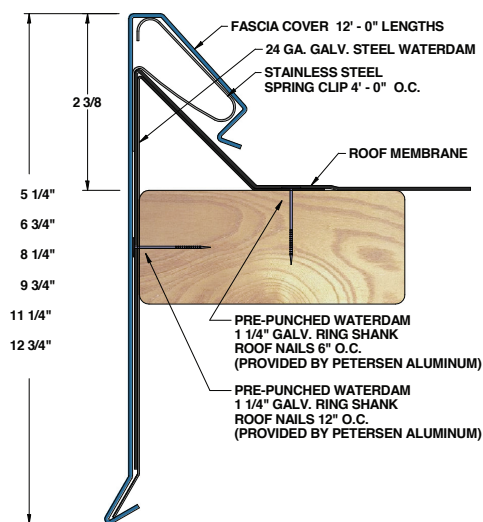 FASCIA COVER 12' - 0" LENGTHS
24 GA. GALV. STEEL WATERDAM
STAINLESS STEEL
SPRING CLIP 4' - 0" O.C.
2 3/8
ROOF MEMBRANE
5 1/4"
6 3/4"
8 1/4"
9 3/4"
11 1/4"
12 3/4"
PRE-PUNCHED WATERDAM
1 1/4" GALV. RING SHANK
ROOF NAILS 6" O.C.
(PROVIDED BY PETERSEN ALUMINUM)
PRE-PUNCHED WATERDAM
1 1/4" GALV. RING SHANK
ROOF NAILS 12" O.C.
(PROVIDED BY PETERSEN ALUMINUM)